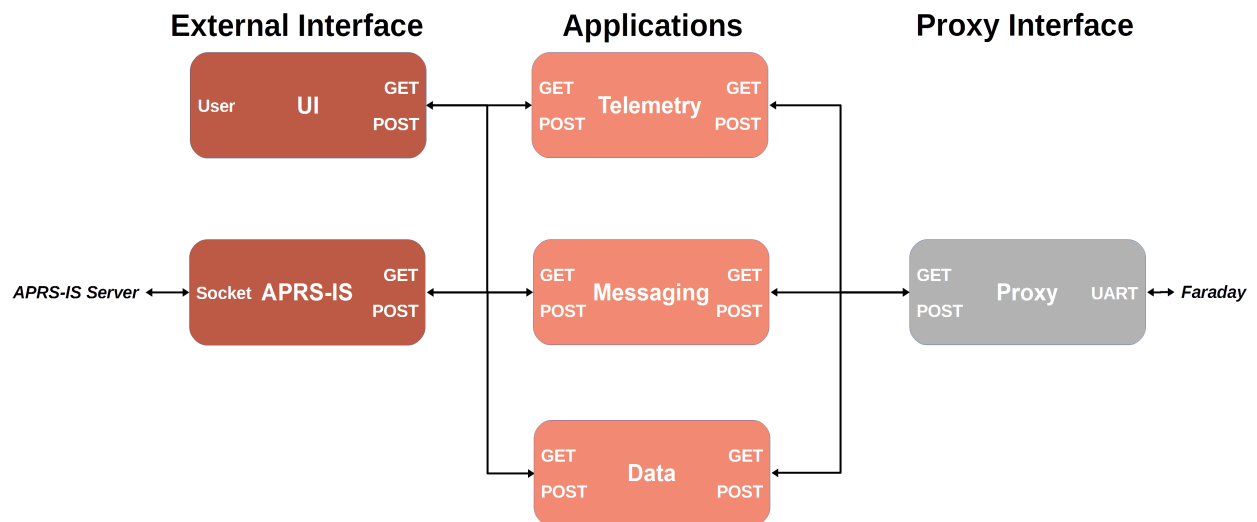 External Interface
Applications
Proxy Interface
User
UI
GET
POST
GET
POST
Telemetry
GET
POST
APRS-IS Server
Socket
APRS-IS
GET
POST
GET
POST
Messaging
GET
POST
GET
POST
Proxy
UART
Faraday
GET
POST
Data
GET
POST